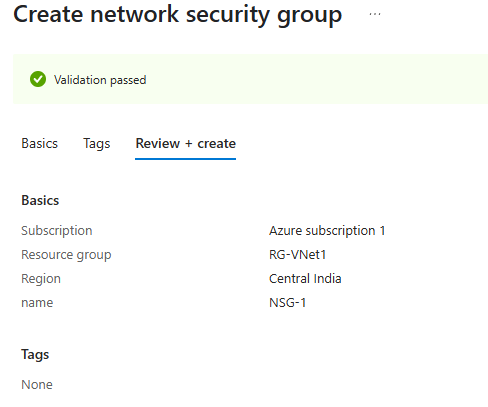 Create network security group ...
Validation passed
Basics Tags Review + create
Basics
Subscription Azure subscription 1
Resource group RG-VNet1
Region Central India
name NSG-1
Tags
None